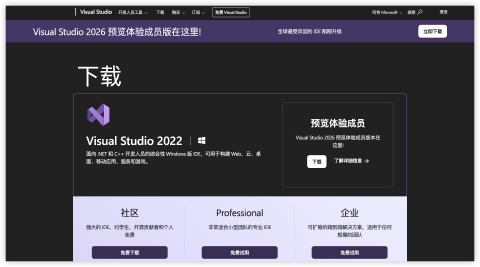 Visual Studio 开发人员工具 下载 购买 订阅 免费 Visual Studio 所有 Microsoft 搜索 登录
Visual Studio 2026 预览体验成员版在这里! 全球最受欢迎的 IDE 刚刚升级 立即下载
下载
Visual Studio 2022
面向 .NET 和 C++ 开发人员的综合性 Windows 版 IDE，可用于构建 Web、云、桌
面、移动应用、服务和游戏。
预览体验成员
Visual Studio 2026 预览体验成员版本在
这里!
下载 了解详细信息
社区
强大的 IDE，对学生、开源贡献者和个人
免费
免费下载
Professional
非常适合小型团队的专业 IDE
免费试用
企业
可扩展的端到端解决方案，适用于任何
规模的团队
免费试用